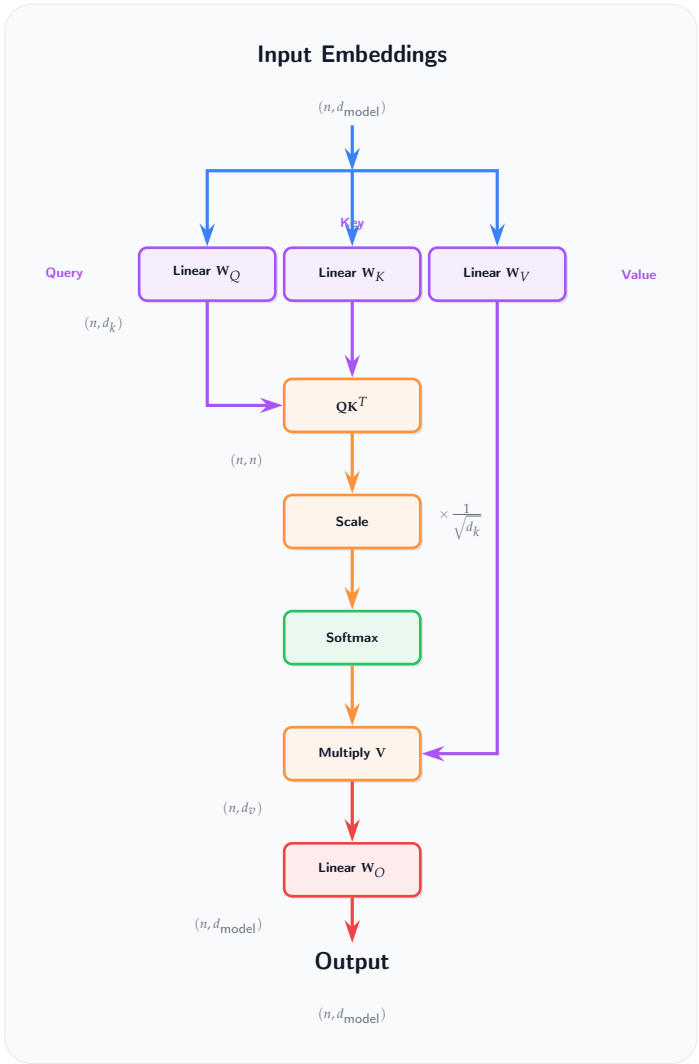 Input Embeddings
(n, d_model)
Key
Query
Linear W_Q
Linear W_K
Linear W_V
Value
(n, d_k)
QK^T
(n, n)
Scale
× 1/√d_k
Softmax
Multiply V
(n, d_v)
Linear W_O
(n, d_model)
Output
(n, d_model)